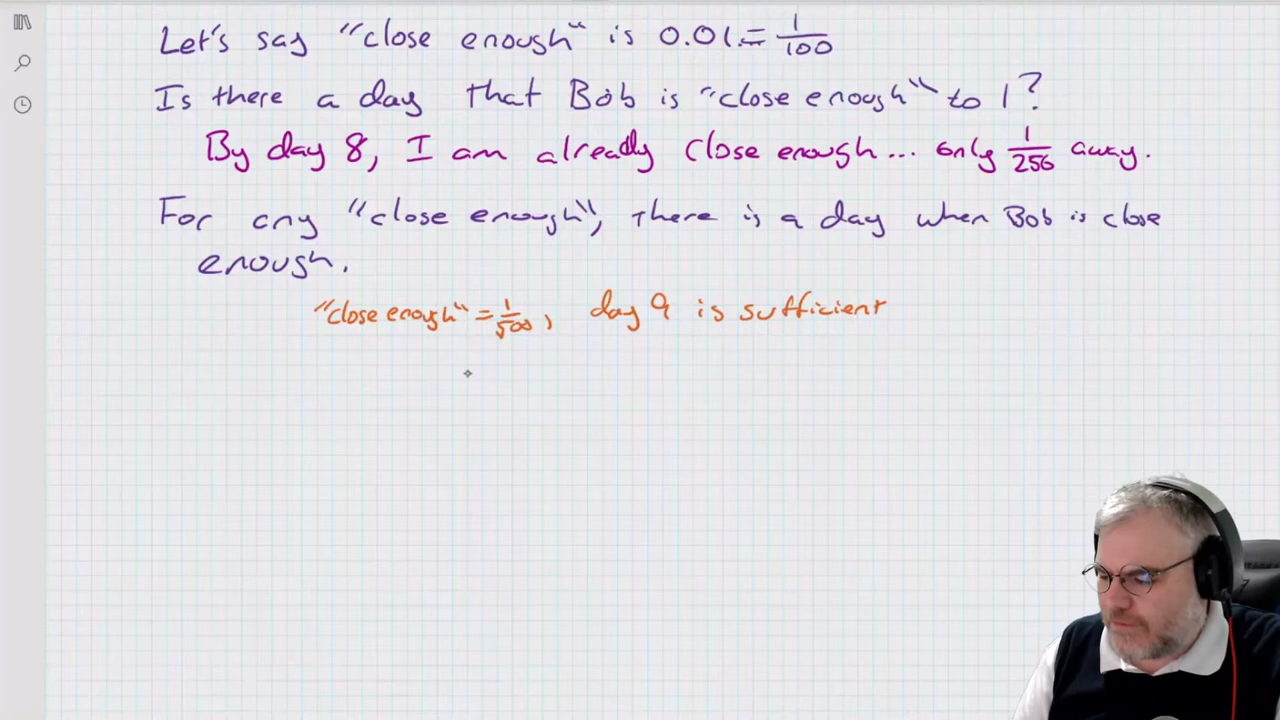 Let's say "close enough" is 0.01.= 1/100
Is there a day that Bob is "close enough" to 1?
By day 8, I am already close enough... only 1/256 away.
For any "close enough", there is a day when Bob is close
enough.
"close enough" = 1/500, day 9 is sufficient